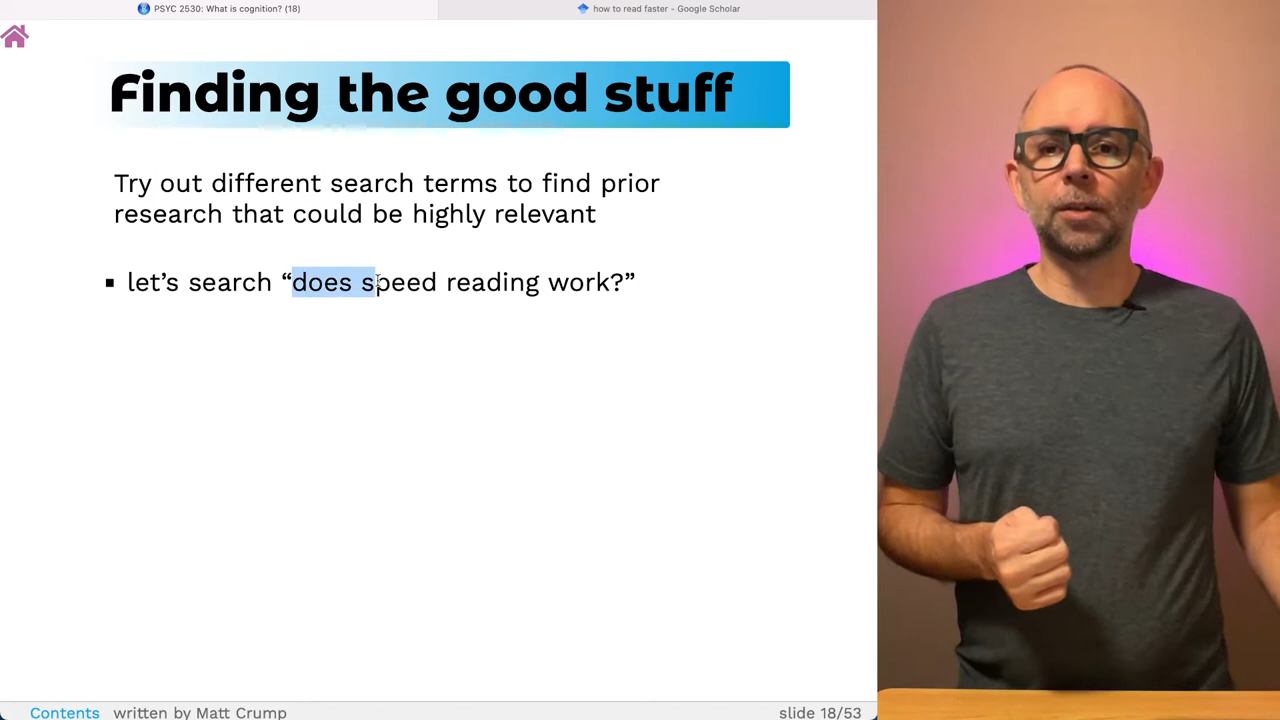 PSYC 2530: What is cognition? (18)
how to read faster - Google Scholar
Finding the good stuff
Try out different search terms to find prior
research that could be highly relevant
▪ let's search “does speed reading work?”
Contents written by Matt Crump
slide 18/53